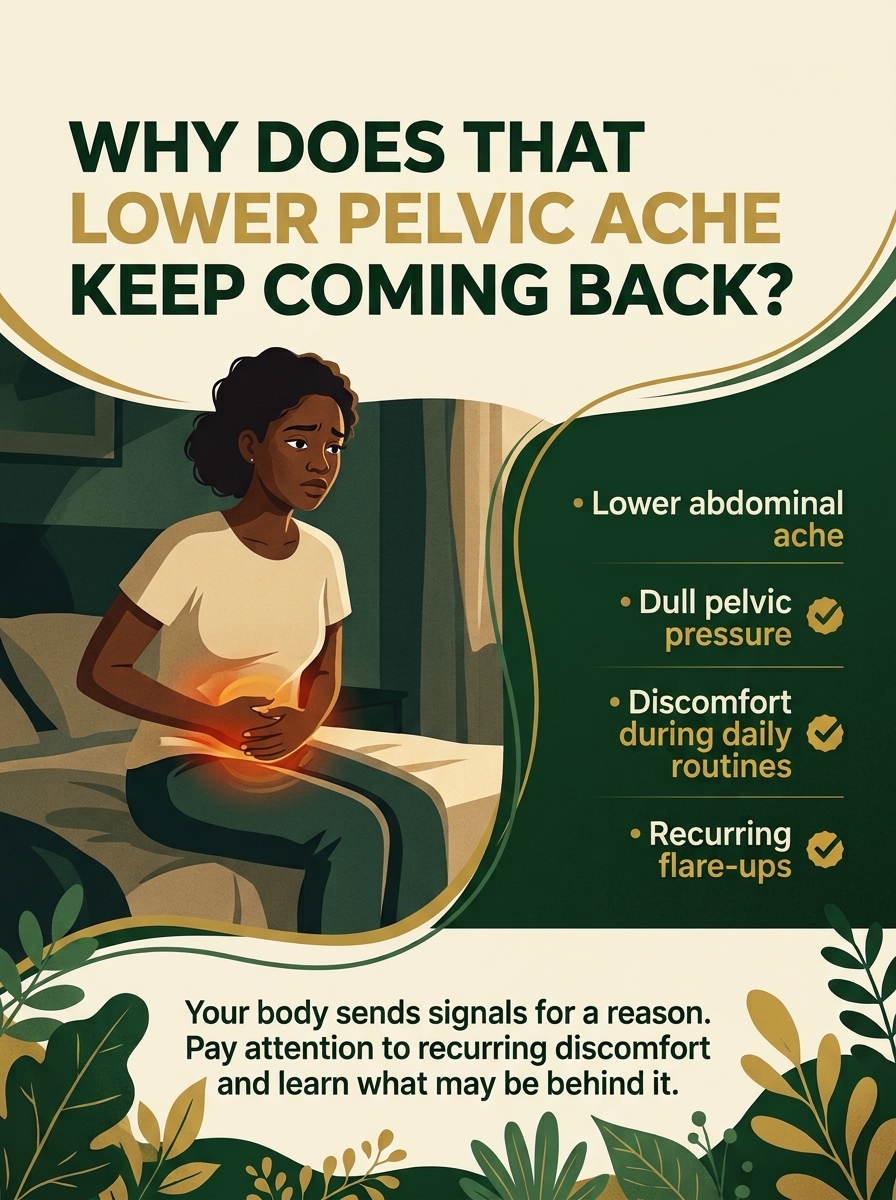 WHY DOES THAT
LOWER PELVIC ACHE
KEEP COMING BACK?
• Lower abdominal
ache
• Dull pelvic
pressure
• Discomfort
during daily
routines
• Recurring
flare-ups
Your body sends signals for a reason.
Pay attention to recurring discomfort
and learn what may be behind it.